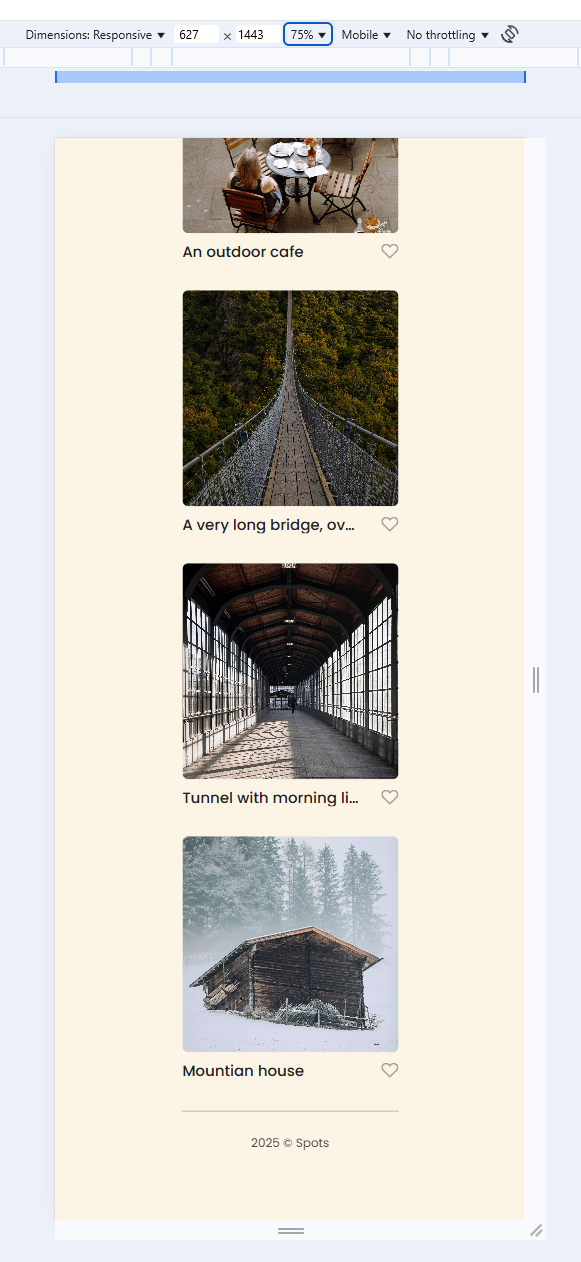 Dimensions: Responsive 627 × 1443 75% Mobile No throttling
An outdoor cafe
A very long bridge, ov...
Tunnel with morning li...
Mountian house
2025 © Spots